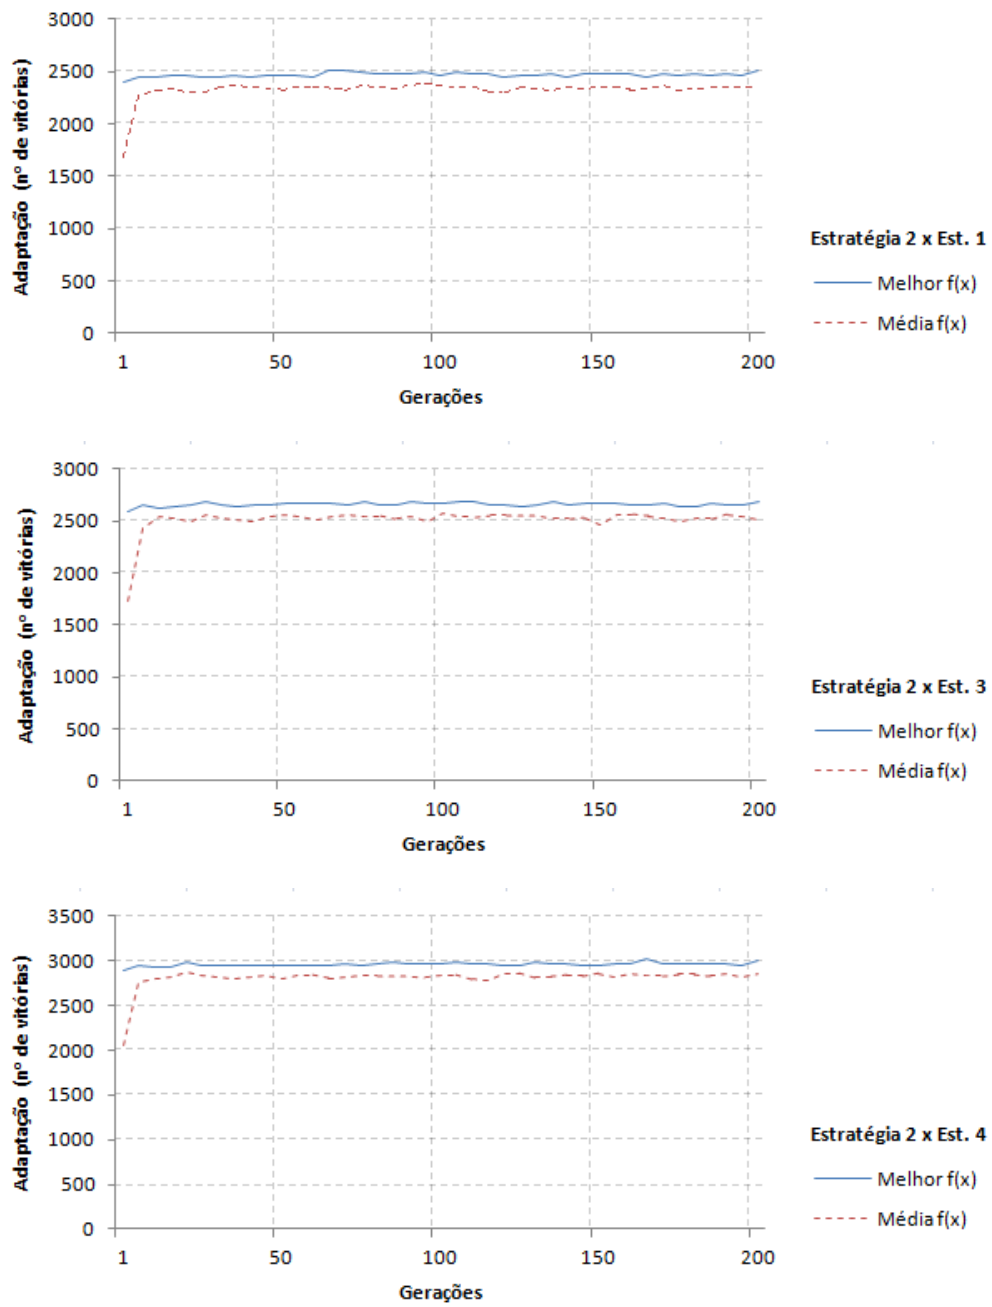 3000
2500
2000
1500
1000
500
0
Adaptação (nº de vitórias)
1 50 100 150 200
Gerações
Estratégia 2 x Est. 1
Melhor f(x)
Média f(x)
3000
2500
2000
1500
1000
500
0
Adaptação (nº de vitórias)
1 50 100 150 200
Gerações
Estratégia 2 x Est. 3
Melhor f(x)
Média f(x)
3500
3000
2500
2000
1500
1000
500
0
Adaptação (nº de vitórias)
1 50 100 150 200
Gerações
Estratégia 2 x Est. 4
Melhor f(x)
Média f(x)